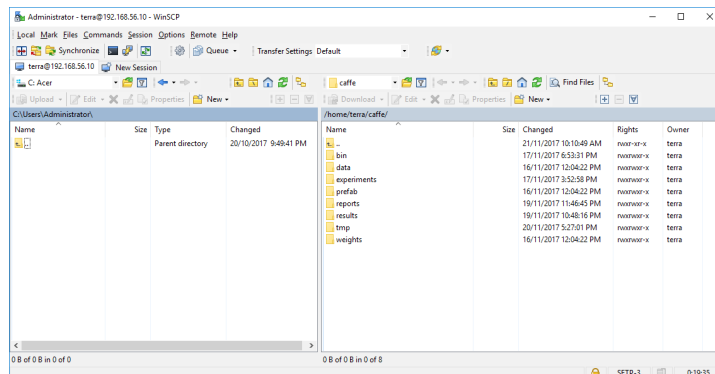 Administrator - terra@192.168.56.10 - WinSCP
Local Mark Files Commands Session Options Remote Help
Synchronize Queue Transfer Settings Default
terra@192.168.56.10 New Session
C: Acer caffe Find Files
Upload Edit Properties New Download Edit Properties New
C:\Users\Administrator\ /home/terra/caffe/
Name Size Type Changed Name Size Changed Rights Owner
.. Parent directory 20/10/2017 9:49:41 PM .. 21/11/2017 10:10:49 AM rwxr-xr-x terra
bin 17/11/2017 6:53:31 PM rwxrwxr-x terra
data 16/11/2017 12:04:22 PM rwxrwxr-x terra
experiments 17/11/2017 3:52:58 PM rwxrwxr-x terra
prefab 16/11/2017 12:04:22 PM rwxrwxr-x terra
reports 19/11/2017 11:46:45 PM rwxrwxr-x terra
results 19/11/2017 10:48:16 PM rwxrwxr-x terra
tmp 20/11/2017 5:27:01 PM rwxrwxr-x terra
weights 16/11/2017 12:04:22 PM rwxrwxr-x terra
0 B of 0 B in 0 of 0 0 B of 0 B in 0 of 8
SFTP-3 0:19:35